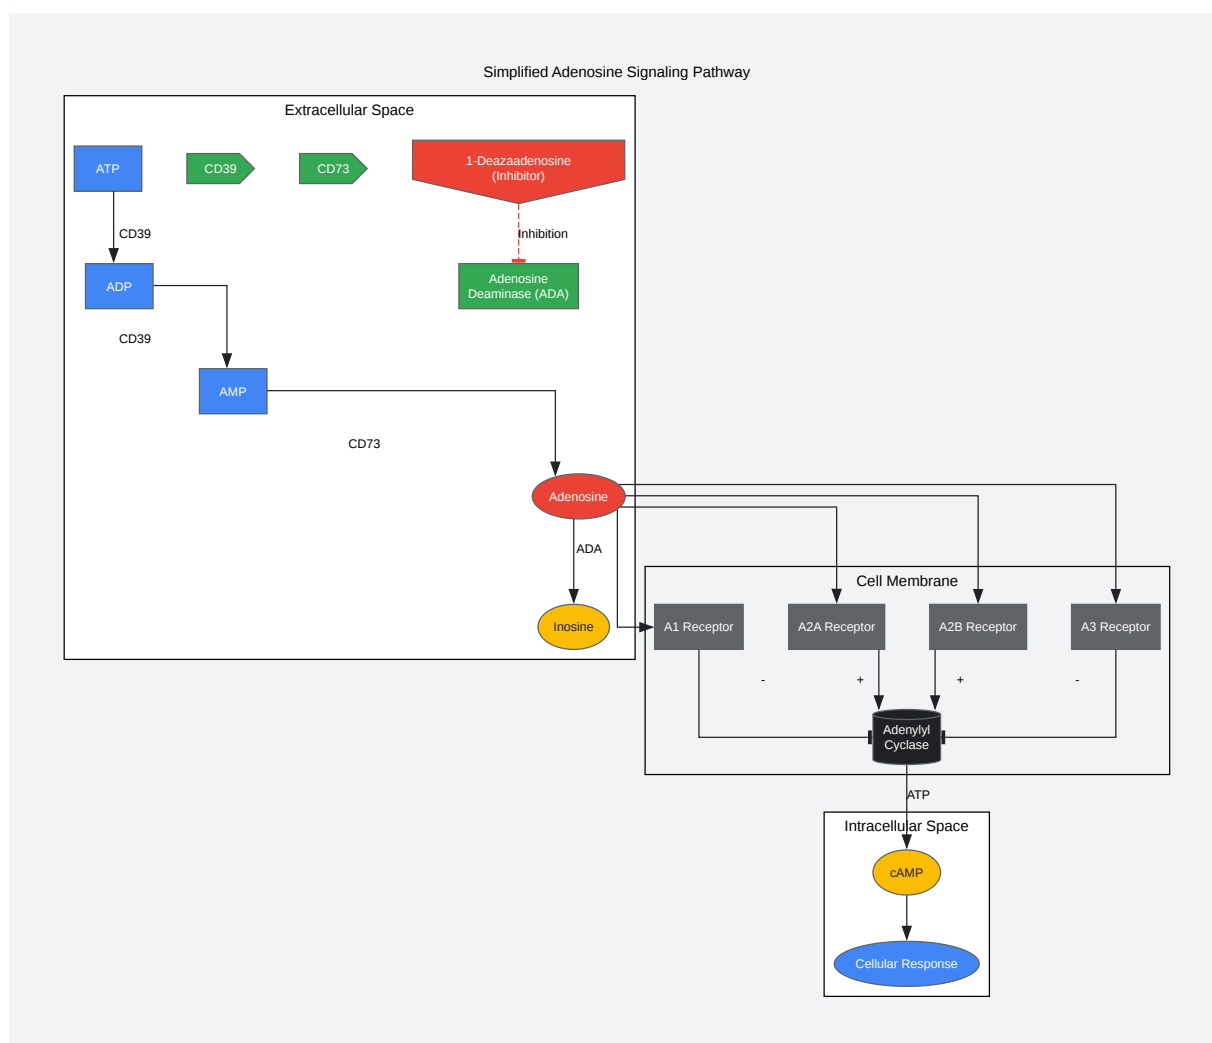 Simplified Adenosine Signaling Pathway
Extracellular Space
ATP
CD39
CD73
1-Deazaadenosine
(Inhibitor)
CD39
Inhibition
ADP
Adenosine
Deaminase (ADA)
CD39
AMP
CD73
Adenosine
ADA
Inosine
Cell Membrane
A1 Receptor
A2A Receptor
A2B Receptor
A3 Receptor
-
+
+
-
Adenylyl
Cyclase
ATP
Intracellular Space
cAMP
Cellular Response